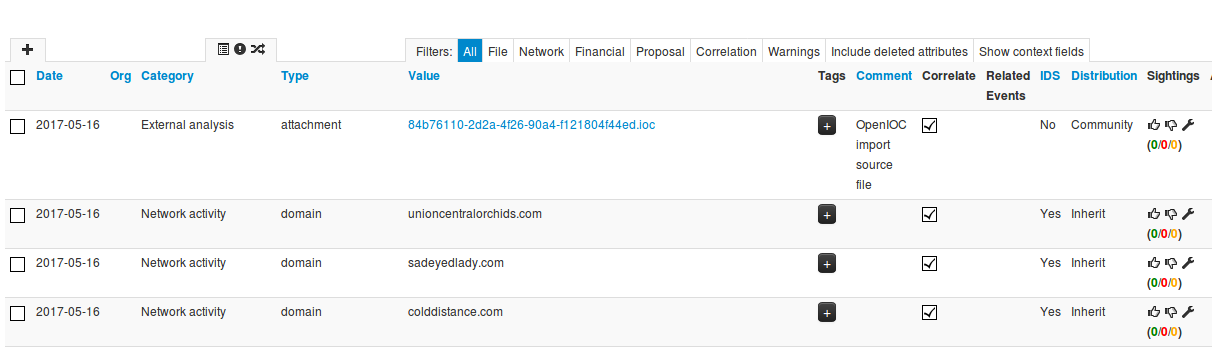 Filters: All File Network Financial Proposal Correlation Warnings Include deleted attributes Show context fields
Date Org Category Type Value Tags Comment Correlate Related Events IDS Distribution Sightings
2017-05-16 External analysis attachment 84b76110-2d2a-4f26-90a4-f121804f44ed.ioc + OpenIOC import source file No Community (0/0/0)
2017-05-16 Network activity domain unioncentralorchids.com + Yes Inherit (0/0/0)
2017-05-16 Network activity domain sadeyedlady.com + Yes Inherit (0/0/0)
2017-05-16 Network activity domain colddistance.com + Yes Inherit (0/0/0)